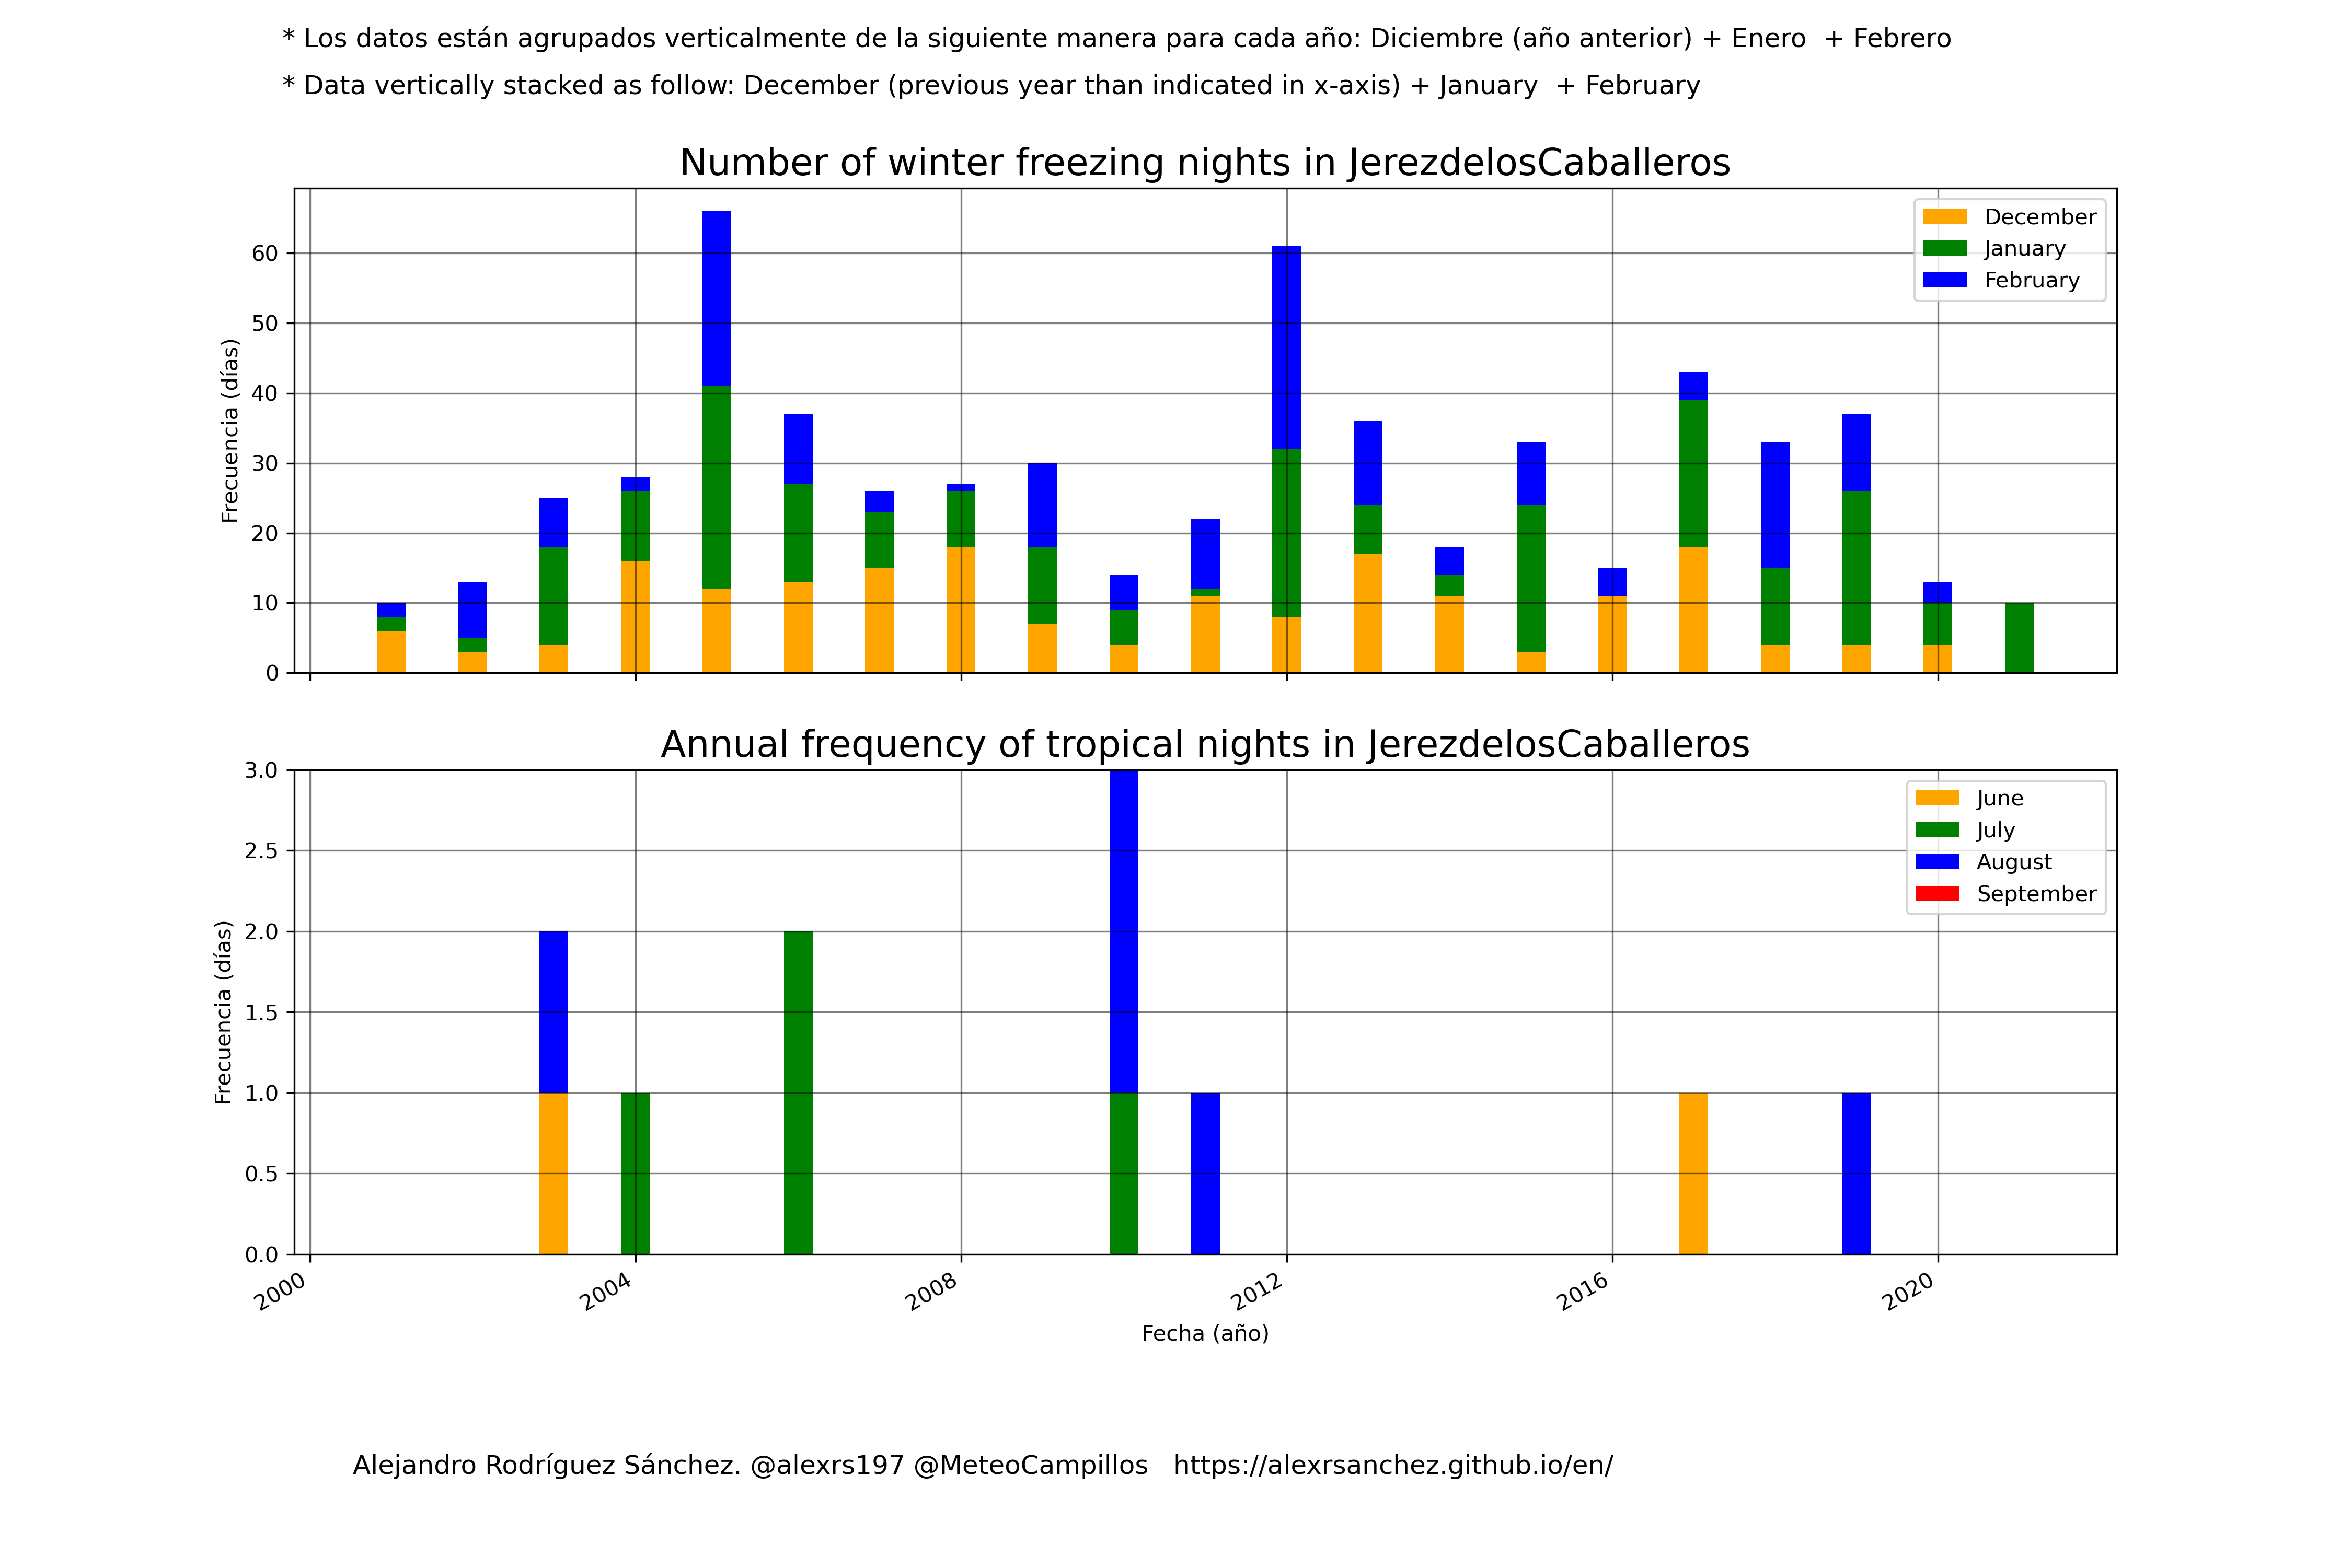 * Los datos están agrupados verticalmente de la siguiente manera para cada año: Diciembre (año anterior) + Enero  + Febrero
* Data vertically stacked as follow: December (previous year than indicated in x-axis) + January  + February
Number of winter freezing nights in JerezdelosCaballeros
Frecuencia (días)
60
50
40
30
20
10
0
December
January
February
Annual frequency of tropical nights in JerezdelosCaballeros
Frecuencia (días)
3.0
2.5
2.0
1.5
1.0
0.5
0.0
June
July
August
September
2000
2004
2008
2012
2016
2020
Fecha (año)
Alejandro Rodríguez Sánchez. @alexrs197 @MeteoCampillos   https://alexrsanchez.github.io/en/